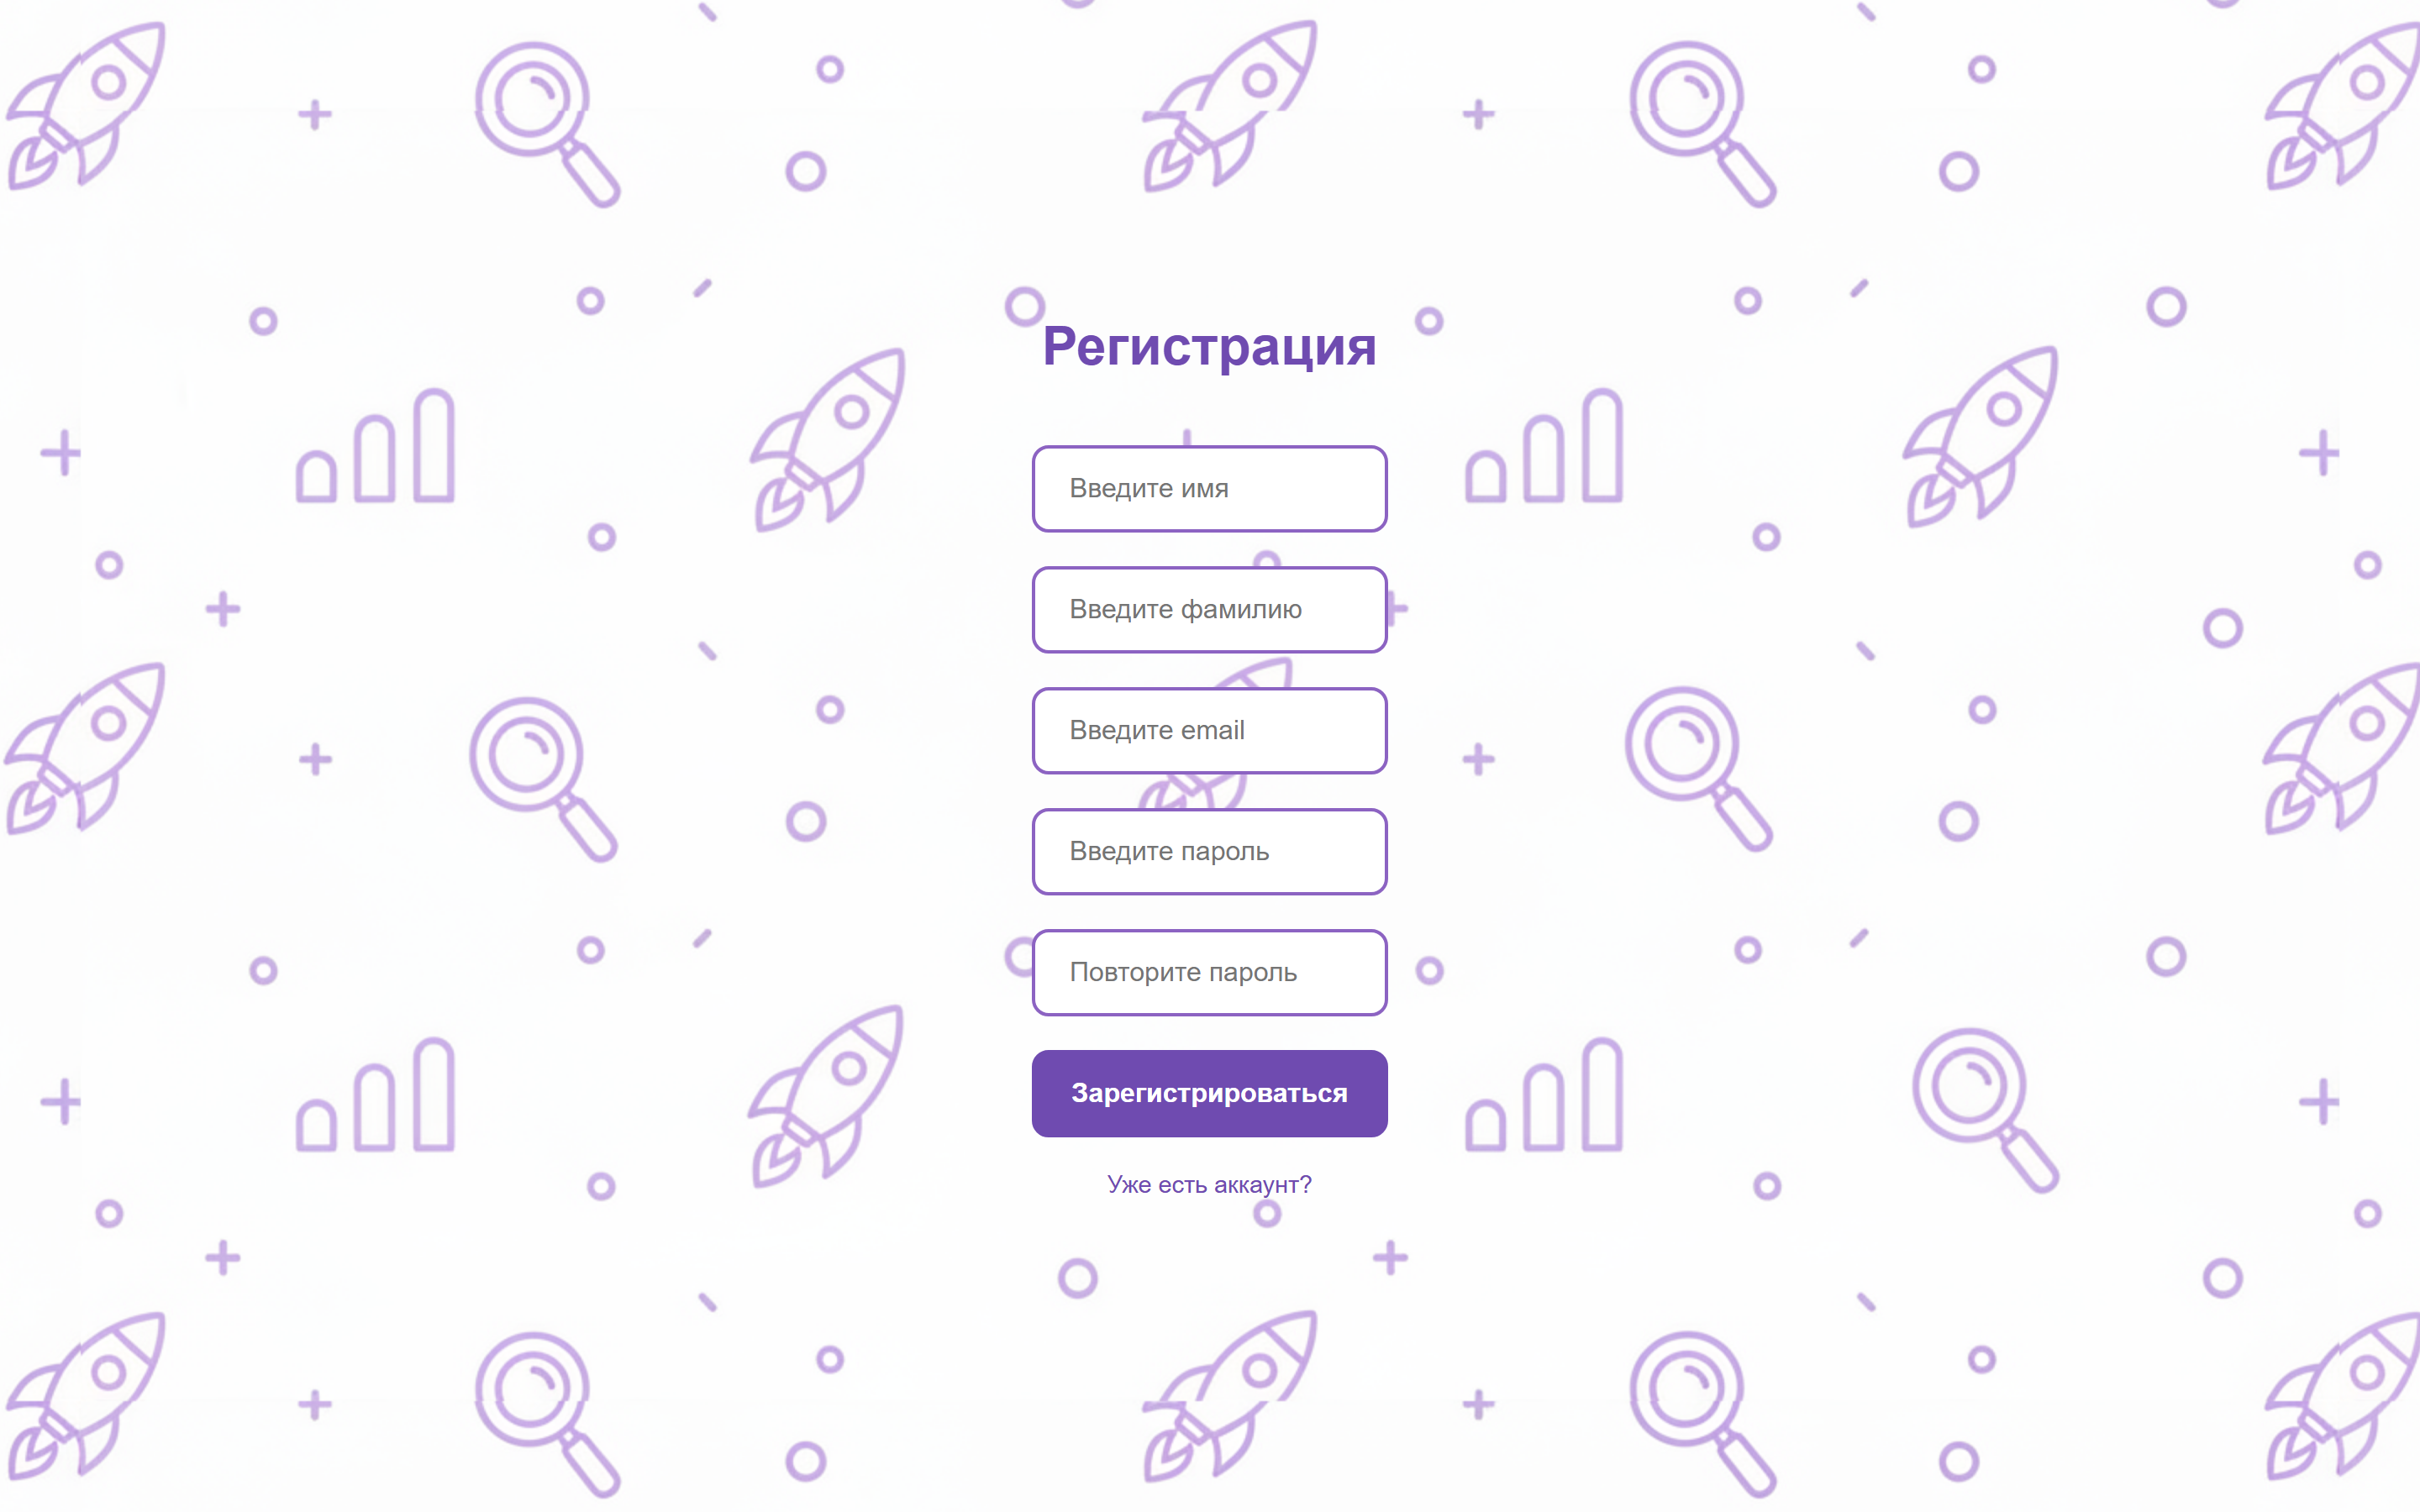 Регистрация
Введите имя
Введите фамилию
Введите email
Введите пароль
Повторите пароль
Зарегистрироваться
Уже есть аккаунт?